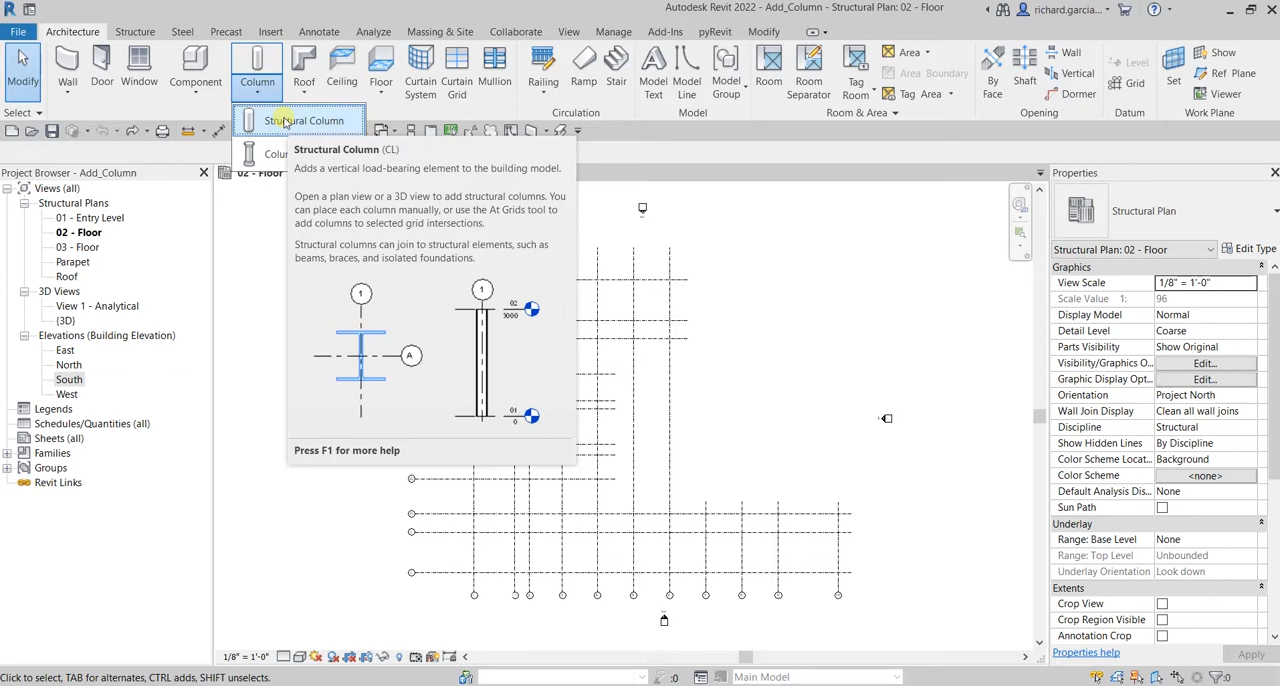 Autodesk Revit 2022 - Add_Column - Structural Plan: 02 - Floor
richard.garcia...
File Architecture Structure Steel Precast Insert Annotate Analyze Massing & Site Collaborate View Manage Add-Ins pyRevit Modify
Modify Wall Door Window Component Column Roof Ceiling Floor Curtain System Curtain Grid Mullion Railing Ramp Stair Model Text Model Line Model Group Room Room Separator Tag Room Area Area Boundary Tag Area By Face Shaft Wall Vertical Dormer Level Grid Set Show Ref Plane Viewer
Select Circulation Model Room & Area Opening Datum Work Plane
Structural Column
Colu
Project Browser - Add_Column
02 - Floor
Properties
Views (all)
Structural Plans
01 - Entry Level
02 - Floor
03 - Floor
Parapet
Roof
3D Views
View 1 - Analytical
{3D}
Elevations (Building Elevation)
East
North
South
West
Legends
Schedules/Quantities (all)
Sheets (all)
Families
Groups
Revit Links
Structural Column (CL)
Adds a vertical load-bearing element to the building model.
Open a plan view or a 3D view to add structural columns. You
can place each column manually, or use the At Grids tool to
add columns to selected grid intersections.
Structural columns can join to structural elements, such as
beams, braces, and isolated foundations.
1
1
02
3000
A
01
0
Press F1 for more help
Structural Plan
Structural Plan: 02 - Floor Edit Type
Graphics
View Scale 1/8" = 1'-0"
Scale Value 1: 96
Display Model Normal
Detail Level Coarse
Parts Visibility Show Original
Visibility/Graphics O Edit...
Graphic Display Opt... Edit...
Orientation Project North
Wall Join Display Clean all wall joins
Discipline Structural
Show Hidden Lines By Discipline
Color Scheme Locat... Background
Color Scheme <none>
Default Analysis Dis... None
Sun Path
Underlay
Range: Base Level None
Range: Top Level Unbounded
Underlay Orientation Look down
Extents
Crop View
Crop Region Visible
Annotation Crop
Properties help Apply
1/8" = 1'-0"
Click to select, TAB for alternates, CTRL adds, SHIFT unselects.
:0
Main Model
:0